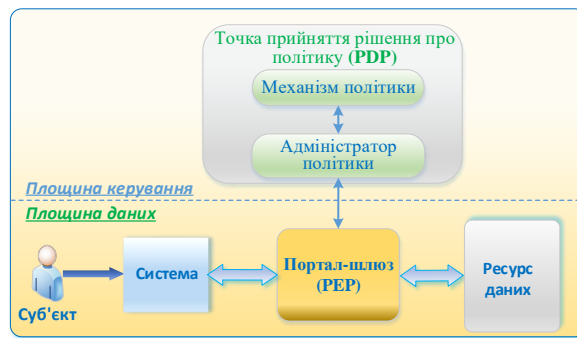 Точка прийняття рішення про
політику (PDP)
Механізм політики
Адміністратор
політики
Площина керування
Площина даних
Суб'єкт
Система
Портал-шлюз
(PEP)
Ресурс
даних